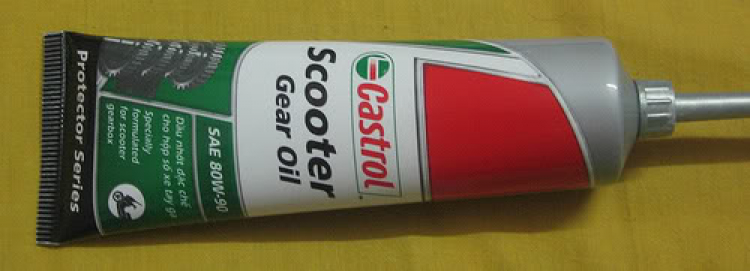 Castrol
Scooter
Gear Oil
SAE 80W-90
Dầu nhớt đặc chế
cho hộp số xe tay ga
Specially
formulated
for scooter
gearbox
Protector Series